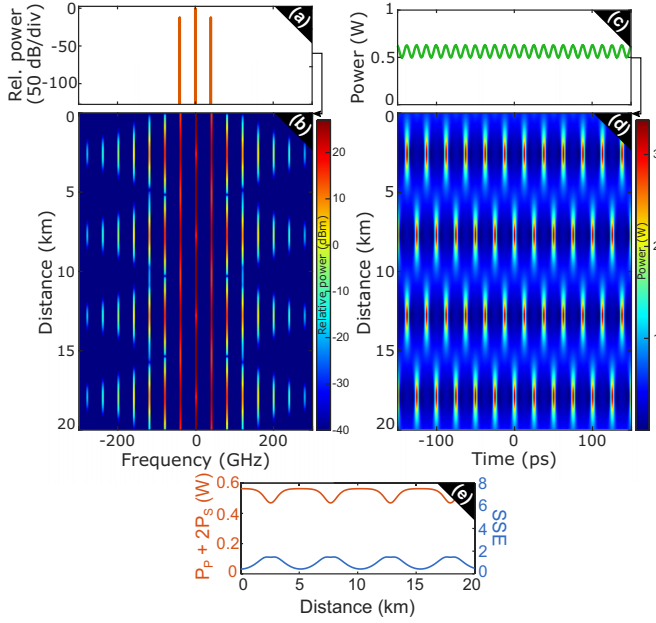 Rel. power
(50 dB/div)
0
-50
-100
(a)
Power (W)
1
0.5
0
(c)
Distance (km)
0
5
10
15
20
(b)
-200
0
200
Frequency (GHz)
Relative power (dBm)
20
10
0
-10
-20
-30
-40
Distance (km)
0
5
10
15
20
(d)
-100
0
100
Time (ps)
Power (W)
P_P + 2P_S (W)
0.6
0.4
0.2
0
(e)
8
6
4
2
0
SSE
0
5
10
15
20
Distance (km)